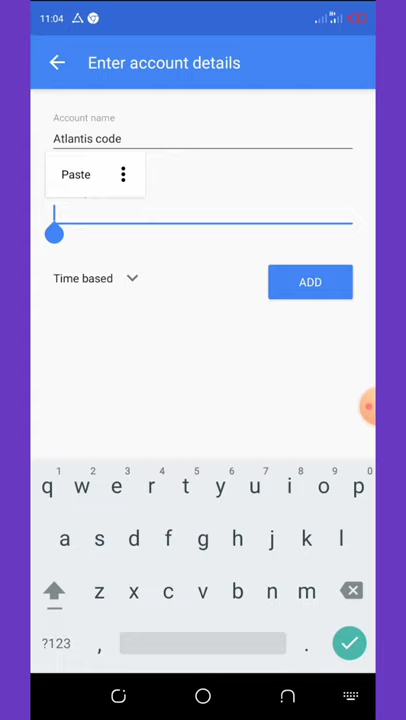 11:04
Enter account details
Account name
Atlantis code
Paste
Time based
ADD
1 2 3 4 5 6 7 8 9 0
q w e r t y u i o p
a s d f g h j k l
z x c v b n m
?123 , .